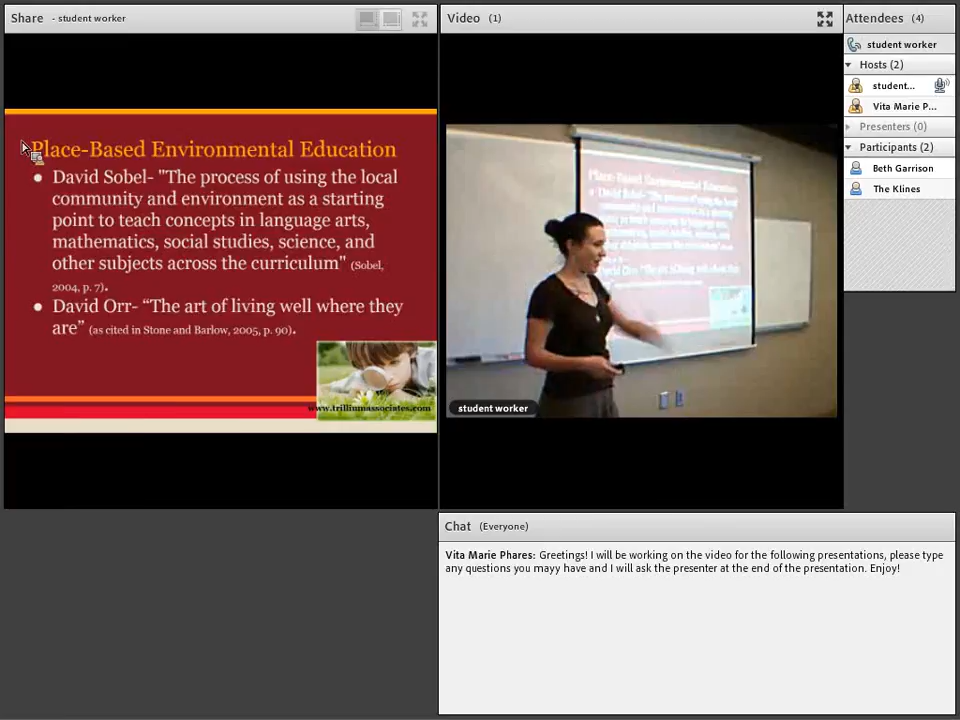 Share - student worker
Place-Based Environmental Education
David Sobel- "The process of using the local
community and environment as a starting
point to teach concepts in language arts,
mathematics, social studies, science, and
other subjects across the curriculum" (Sobel,
2004, p. 7).
David Orr- “The art of living well where they
are” (as cited in Stone and Barlow, 2005, p. 90).
www.trilliumassociates.com
Video (1)
Place-Based Environmental Education
student worker
Attendees (4)
student worker
Hosts (2)
student...
Vita Marie P...
Presenters (0)
Participants (2)
Beth Garrison
The Klines
Chat (Everyone)
Vita Marie Phares: Greetings! I will be working on the video for the following presentations, please type
any questions you mayy have and I will ask the presenter at the end of the presentation. Enjoy!